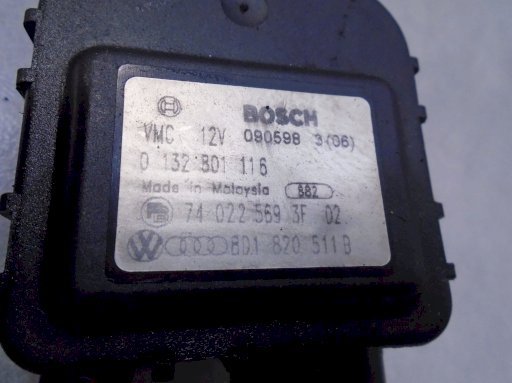 BOSCH
VMC 12V 090598 3(06)
0 132 801 116
Made in Malaysia 882
74 022 569 3F 02
8D1 820 511 B